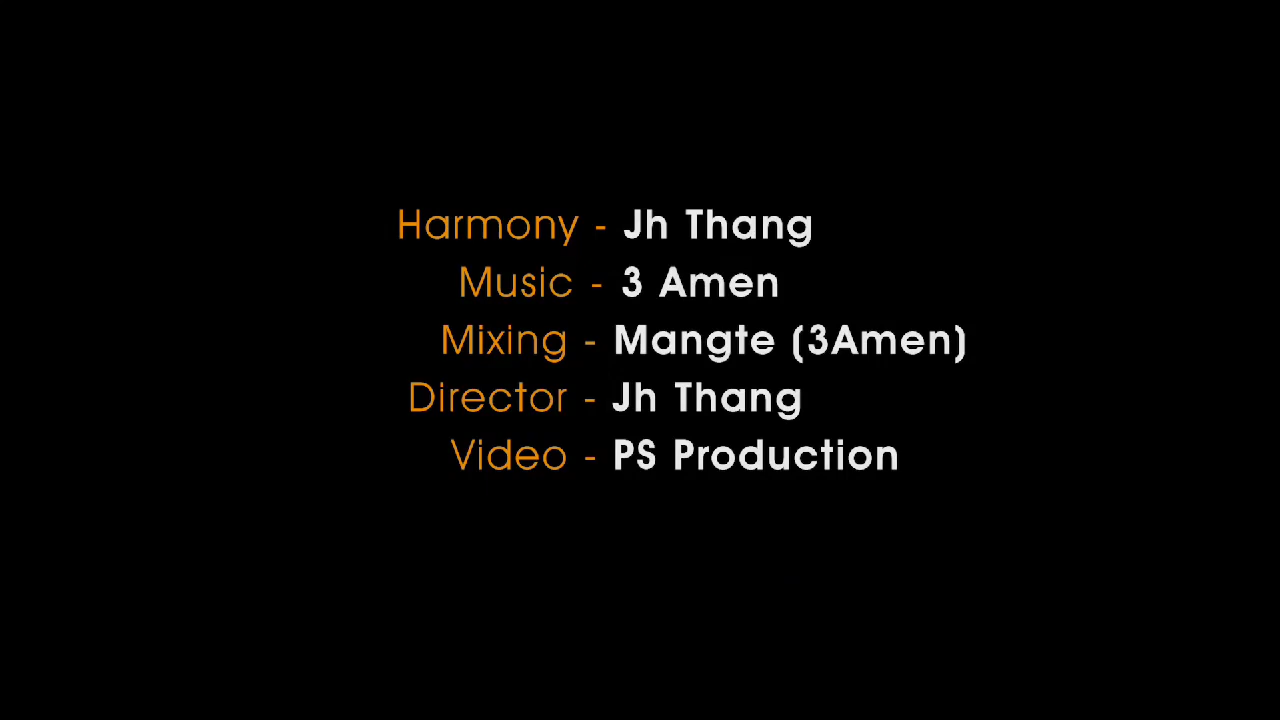 Harmony - Jh Thang
Music - 3 Amen
Mixing - Mangte (3Amen)
Director - Jh Thang
Video - PS Production